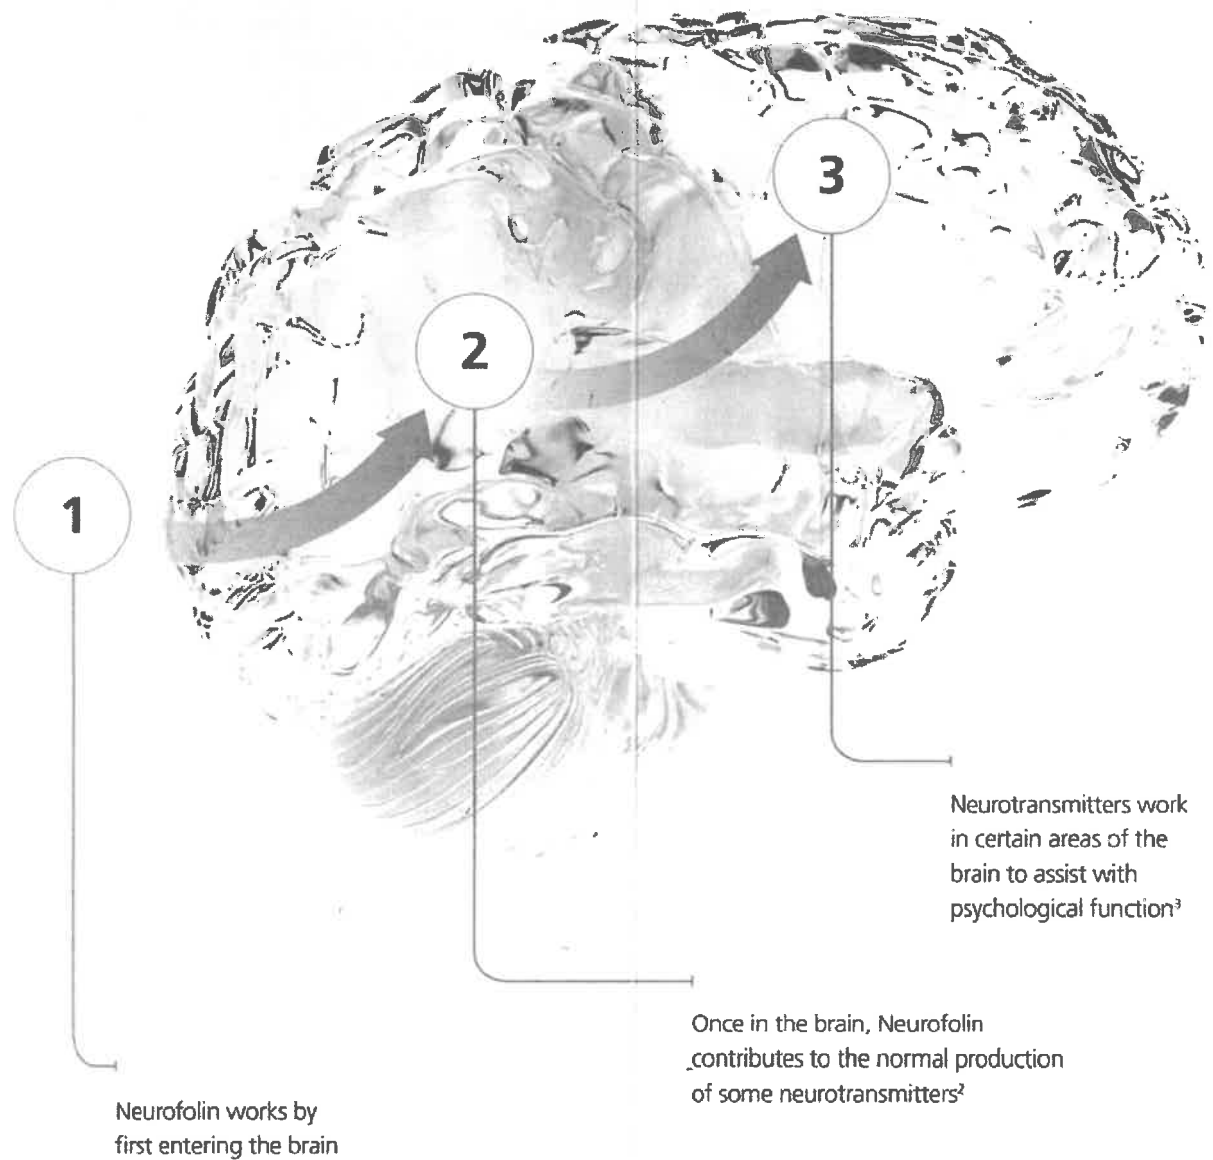 1
Neurofolin works by
first entering the brain
2
Once in the brain, Neurofolin
contributes to the normal production
of some neurotransmitters²
3
Neurotransmitters work
in certain areas of the
brain to assist with
psychological function³